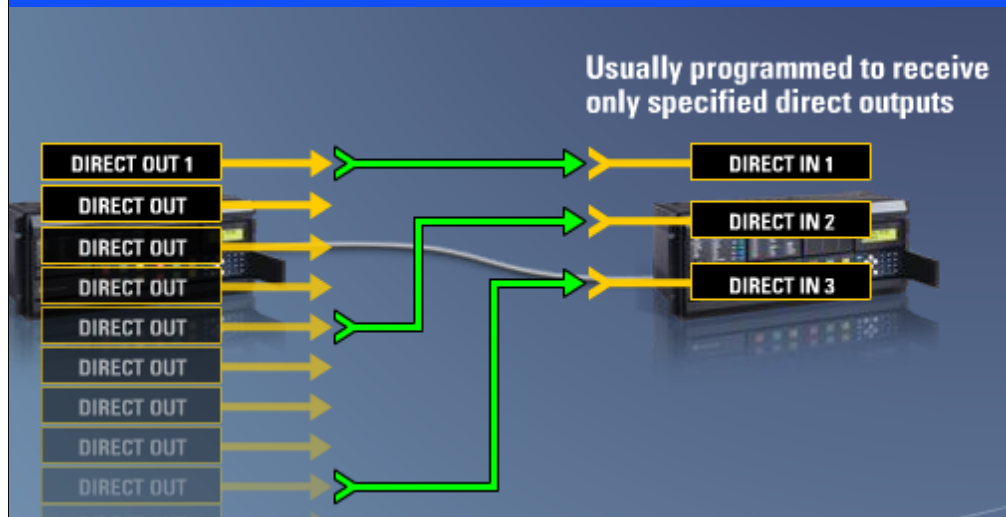 Usually programmed to receive
only specified direct outputs
DIRECT OUT 1
DIRECT OUT
DIRECT OUT
DIRECT OUT
DIRECT OUT
DIRECT OUT
DIRECT OUT
DIRECT OUT
DIRECT OUT
DIRECT IN 1
DIRECT IN 2
DIRECT IN 3